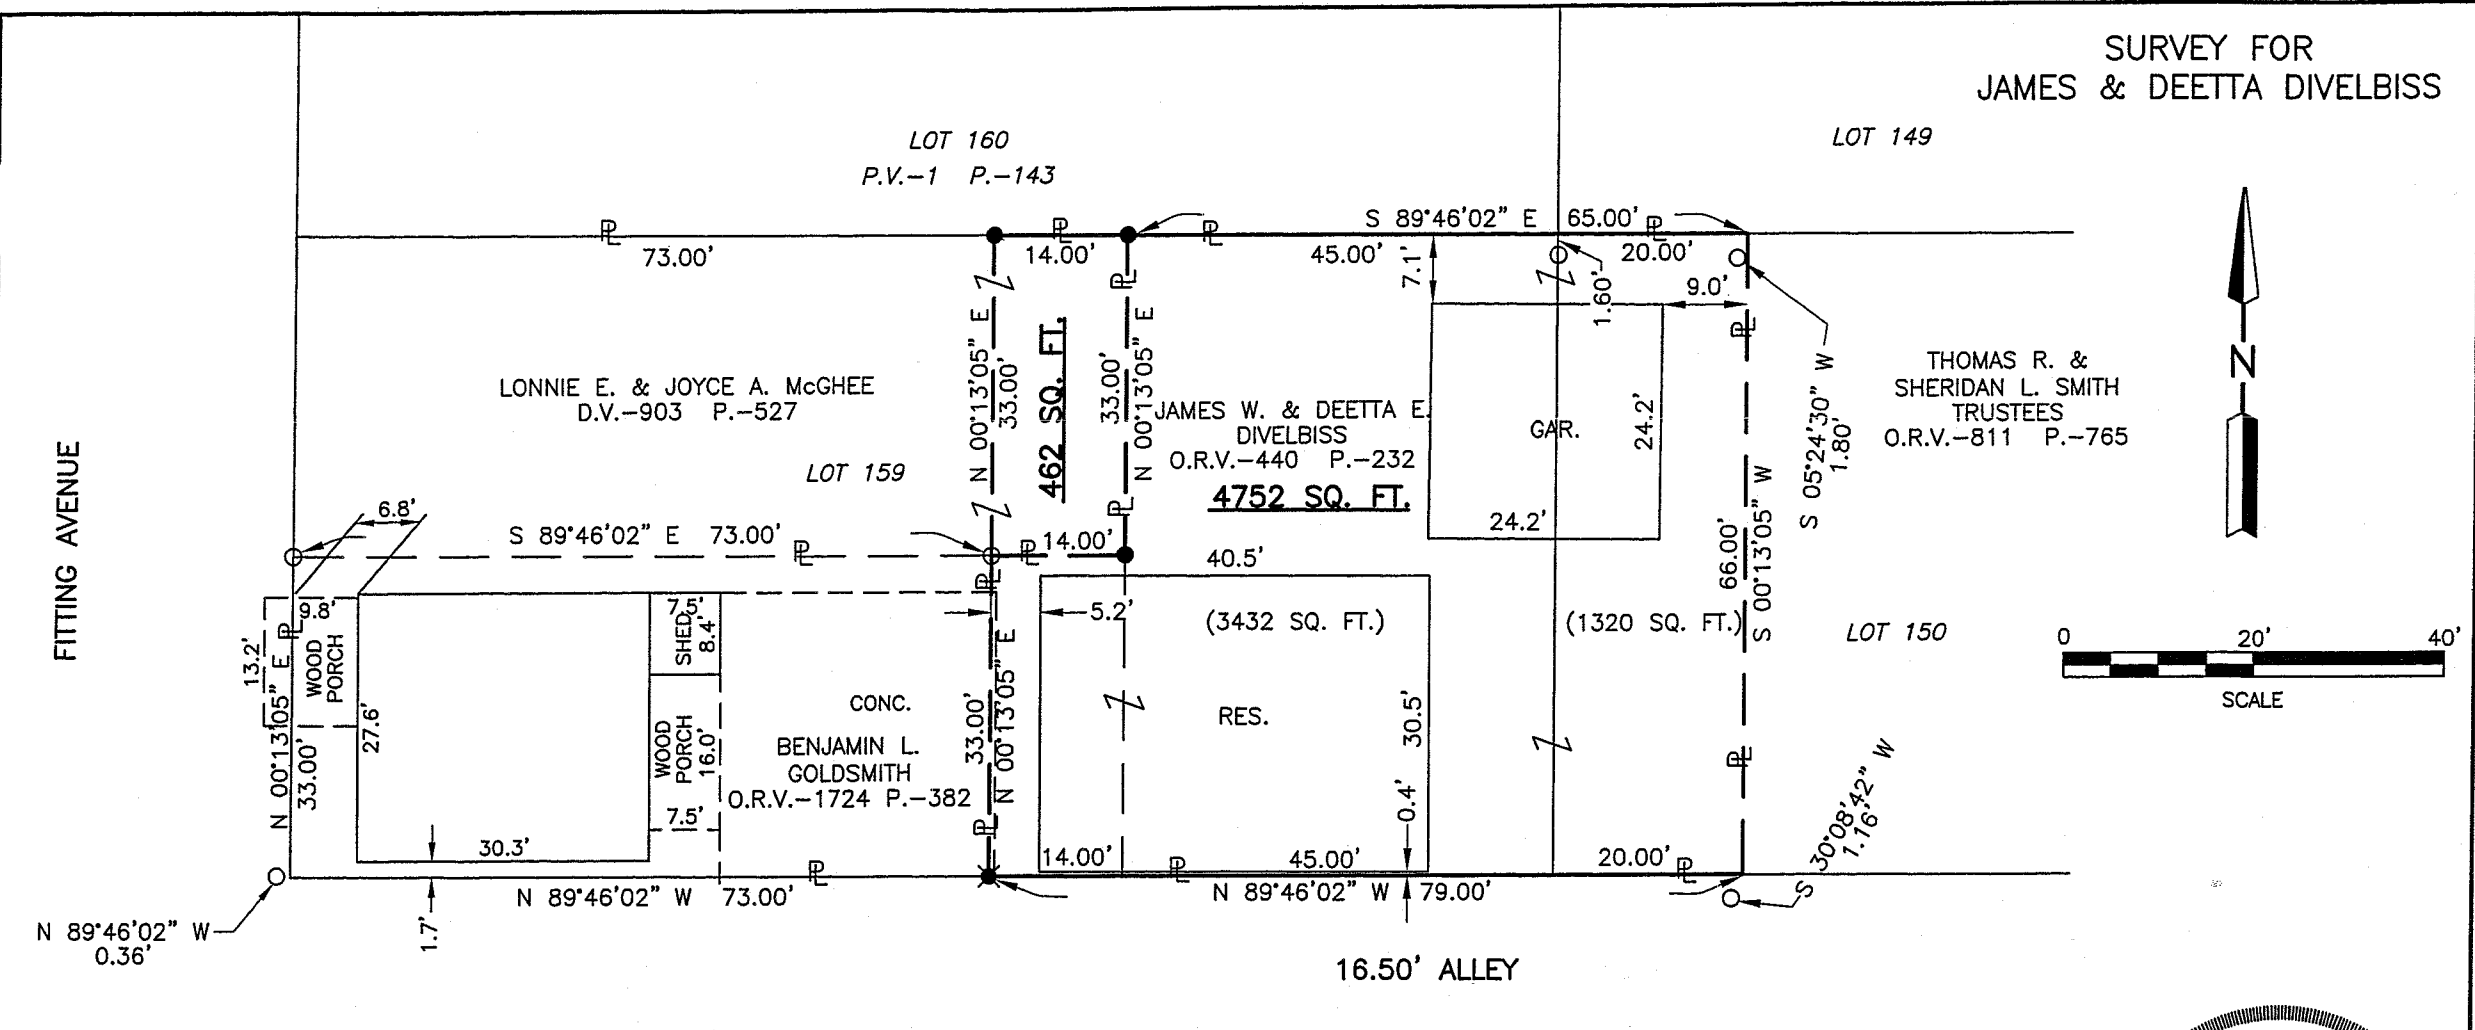 SURVEY FOR
JAMES & DEETTA DIVELBISS
LOT 160
P.V.-1 P.-143
LOT 149
S 89°46'02" E 65.00'
73.00'
14.00'
45.00'
20.00'
7.1'
1.60'
9.0'
N 00°13'05" E
33.00'
462 SQ. FT.
33.00'
N 00°13'05" E
LONNIE E. & JOYCE A. McGHEE
D.V.-903 P.-527
LOT 159
JAMES W. & DEETTA E.
DIVELBISS
O.R.V.-440 P.-232
4752 SQ. FT.
GAR.
24.2'
24.2'
S 05°24'30" W
1.80'
THOMAS R. &
SHERIDAN L. SMITH
TRUSTEES
O.R.V.-811 P.-765
N
FITTING AVENUE
6.8'
S 89°46'02" E 73.00'
14.00'
40.5'
66.00'
S 00°13'05" W
9.8'
13.2'
WOOD
PORCH
N 00°13'05" E
33.00'
27.6'
7.5'
SHED
8.4'
WOOD
PORCH
16.0'
7.5'
CONC.
BENJAMIN L.
GOLDSMITH
O.R.V.-1724 P.-382
33.00'
N 00°13'05" E
5.2'
(3432 SQ. FT.)
(1320 SQ. FT.)
LOT 150
RES.
30.5'
0.4'
0 20' 40'
SCALE
S 30°08'42" W
1.16'
30.3'
14.00'
45.00'
20.00'
N 89°46'02" W 73.00'
N 89°46'02" W 79.00'
1.7'
N 89°46'02" W
0.36'
16.50' ALLEY